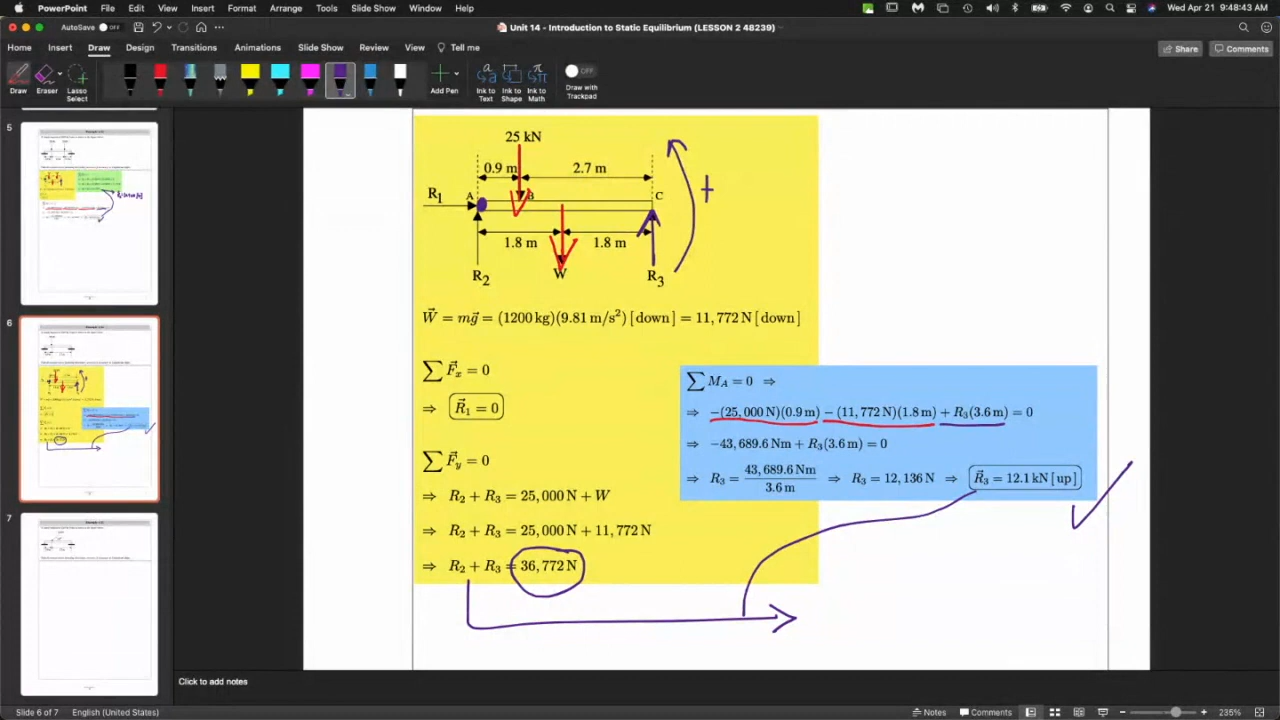 PowerPoint File Edit View Insert Format Arrange Tools Slide Show Window Help Wed Apr 21 9:48:43 AM
AutoSave OFF Unit 14 - Introduction to Static Equilibrium (LESSON 2 48239)
Home Insert Draw Design Transitions Animations Slide Show Review View Tell me Share Comments
Draw Eraser Lasso Select Add Pen Ink to Text Ink to Shape Ink to Math OFF Draw with Trackpad
5
6
7
25 kN
0.9 m 2.7 m
R₁ A B C
+
1.8 m 1.8 m
R₂ W R₃
W⃗ = mg⃗ = (1200 kg)(9.81 m/s²) [down] = 11,772 N [down]
∑ F⃗ₓ = 0
⇒ R⃗₁ = 0
∑ F⃗ᵧ = 0
⇒ R₂ + R₃ = 25,000 N + W
⇒ R₂ + R₃ = 25,000 N + 11,772 N
⇒ R₂ + R₃ = 36,772 N
∑ M_A = 0 ⇒
⇒ −(25,000 N)(0.9 m) − (11,772 N)(1.8 m) + R₃(3.6 m) = 0
⇒ −43,689.6 Nm + R₃(3.6 m) = 0
⇒ R₃ = 43,689.6 Nm / 3.6 m ⇒ R₃ = 12,136 N ⇒ R⃗₃ = 12.1 kN [up]
Click to add notes
Slide 6 of 7 English (United States) Notes Comments 235%